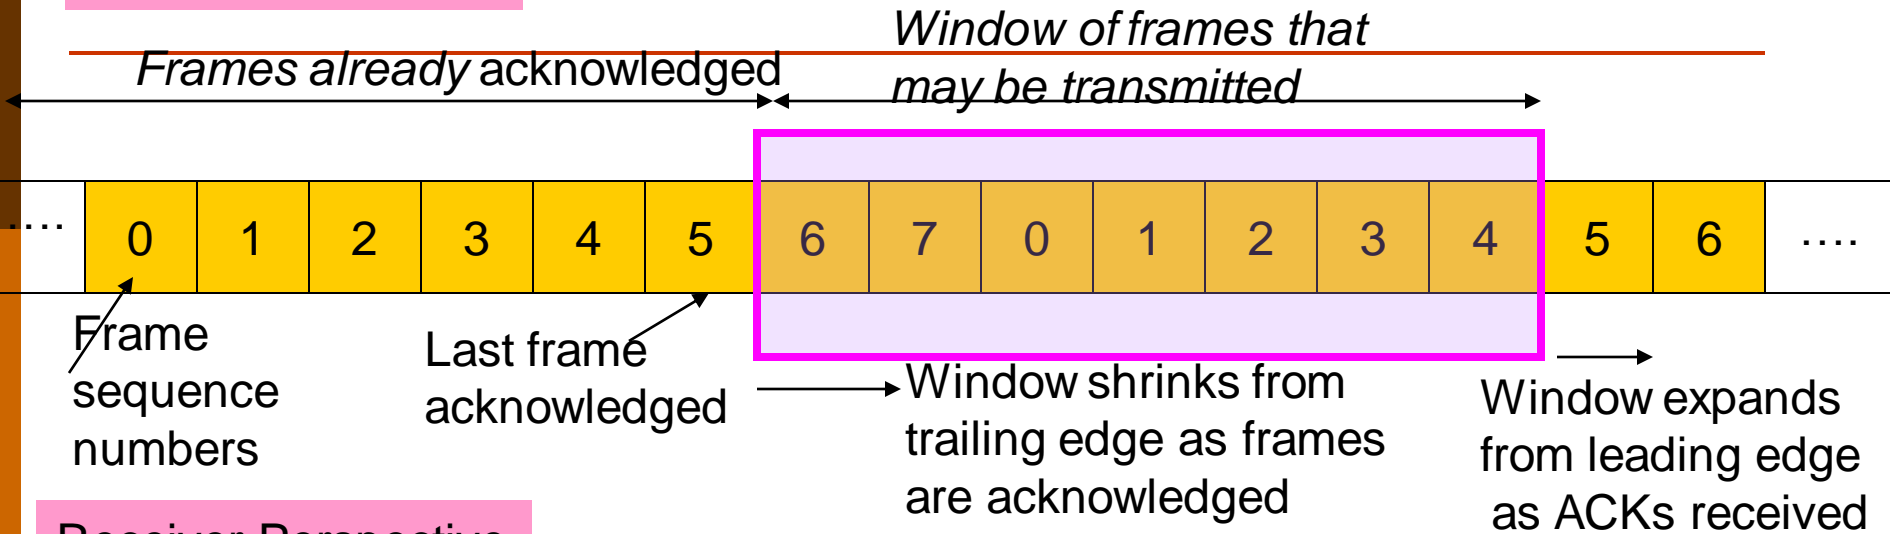 Window of frames that
may be transmitted
Frames already acknowledged
.... 0 1 2 3 4 5 6 7 0 1 2 3 4 5 6 ....
Frame
sequence
numbers
Last frame
acknowledged
Window shrinks from
trailing edge as frames
are acknowledged
Window expands
from leading edge
as ACKs received
Receiver Perspective